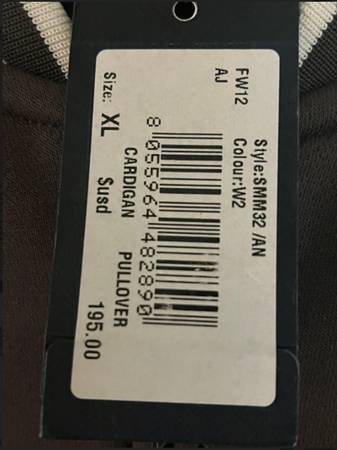 FW12
AJ
Style:SMM32 /AN
Colour:W2
8 055964 482890
CARDIGAN PULLOVER
Size: XL $usd 195.00